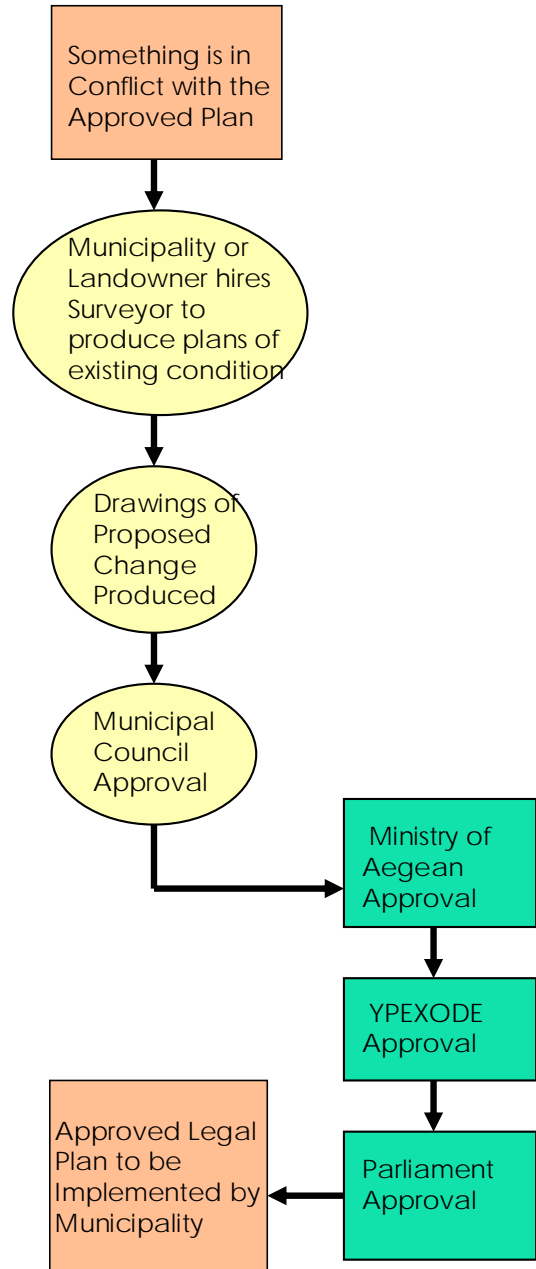 Something is in
Conflict with the
Approved Plan
Municipality or
Landowner hires
Surveyor to
produce plans of
existing condition
Drawings of
Proposed
Change
Produced
Municipal
Council
Approval
Ministry of
Aegean
Approval
YPEXODE
Approval
Parliament
Approval
Approved Legal
Plan to be
Implemented by
Municipality